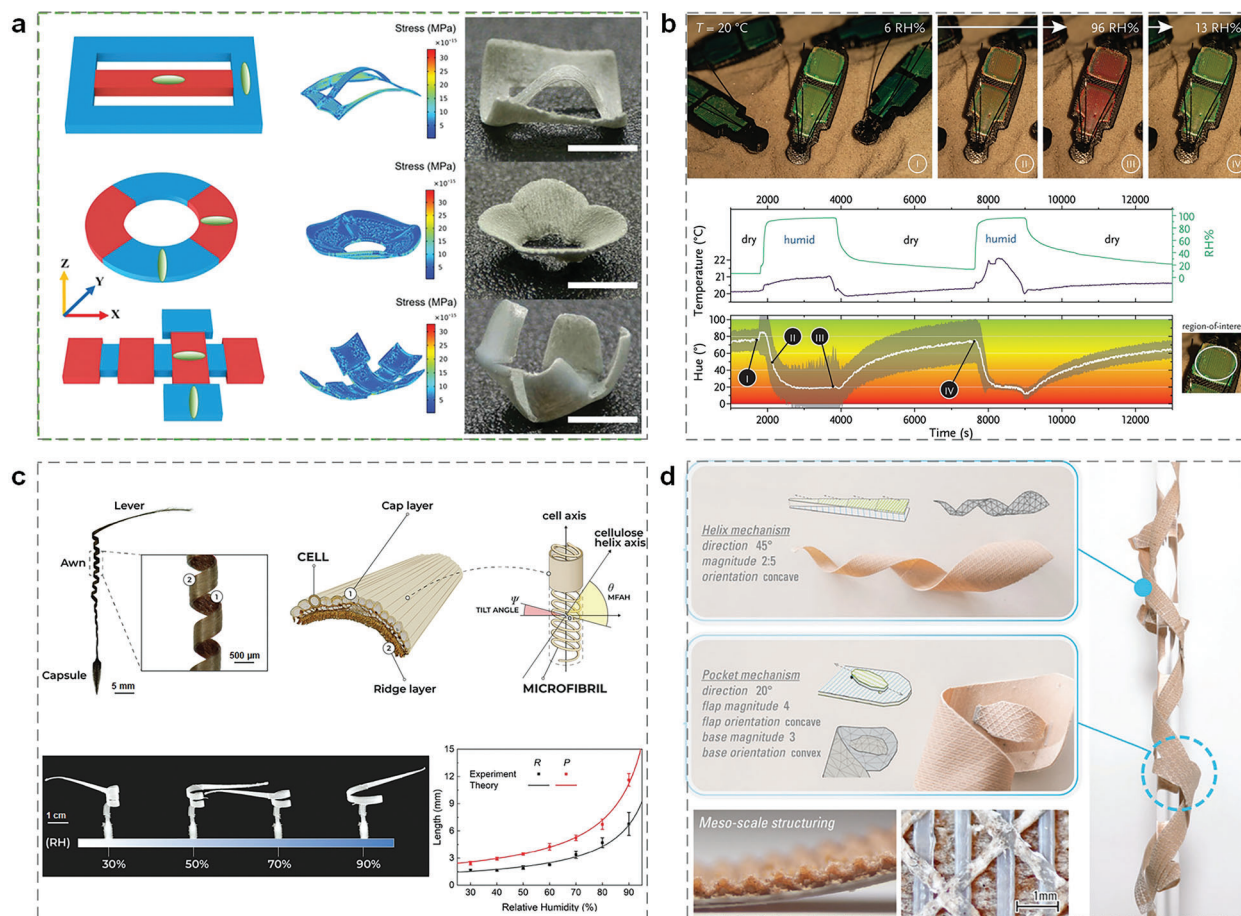 a
Stress (MPa)
×10⁻¹⁵
30
25
20
15
10
5
Stress (MPa)
×10⁻¹⁵
30
25
20
15
10
5
Z
Y
X
Stress (MPa)
×10⁻¹⁵
30
25
20
15
10
5
b
T = 20 °C
6 RH%
96 RH%
13 RH%
I
II
III
IV
2000 4000 6000 8000 10000 12000
dry humid dry humid dry
Temperature (°C)
22
21
20
100
80
60
40
20
0
RH%
Hue (°)
100
80
60
40
20
0
I
II
III
IV
2000 4000 6000 8000 10000 12000
Time (s)
region-of-intere
c
Lever
Awn
Capsule
5 mm
2
1
500 µm
Cap layer
CELL
1
2
Ridge layer
cell axis
cellulose
helix axis
Ψ
TILT ANGLE
θ
MFAH
MICROFIBRIL
1 cm
(RH)
30% 50% 70% 90%
R P
Experiment
Theory
Length (mm)
15
12
9
6
3
0
30 40 50 60 70 80 90
Relative Humidity (%)
d
Helix mechanism
direction 45°
magnitude 2:5
orientation concave
Pocket mechanism
direction 20°
flap magnitude 4
flap orientation concave
base magnitude 3
base orientation convex
Meso-scale structuring
1mm